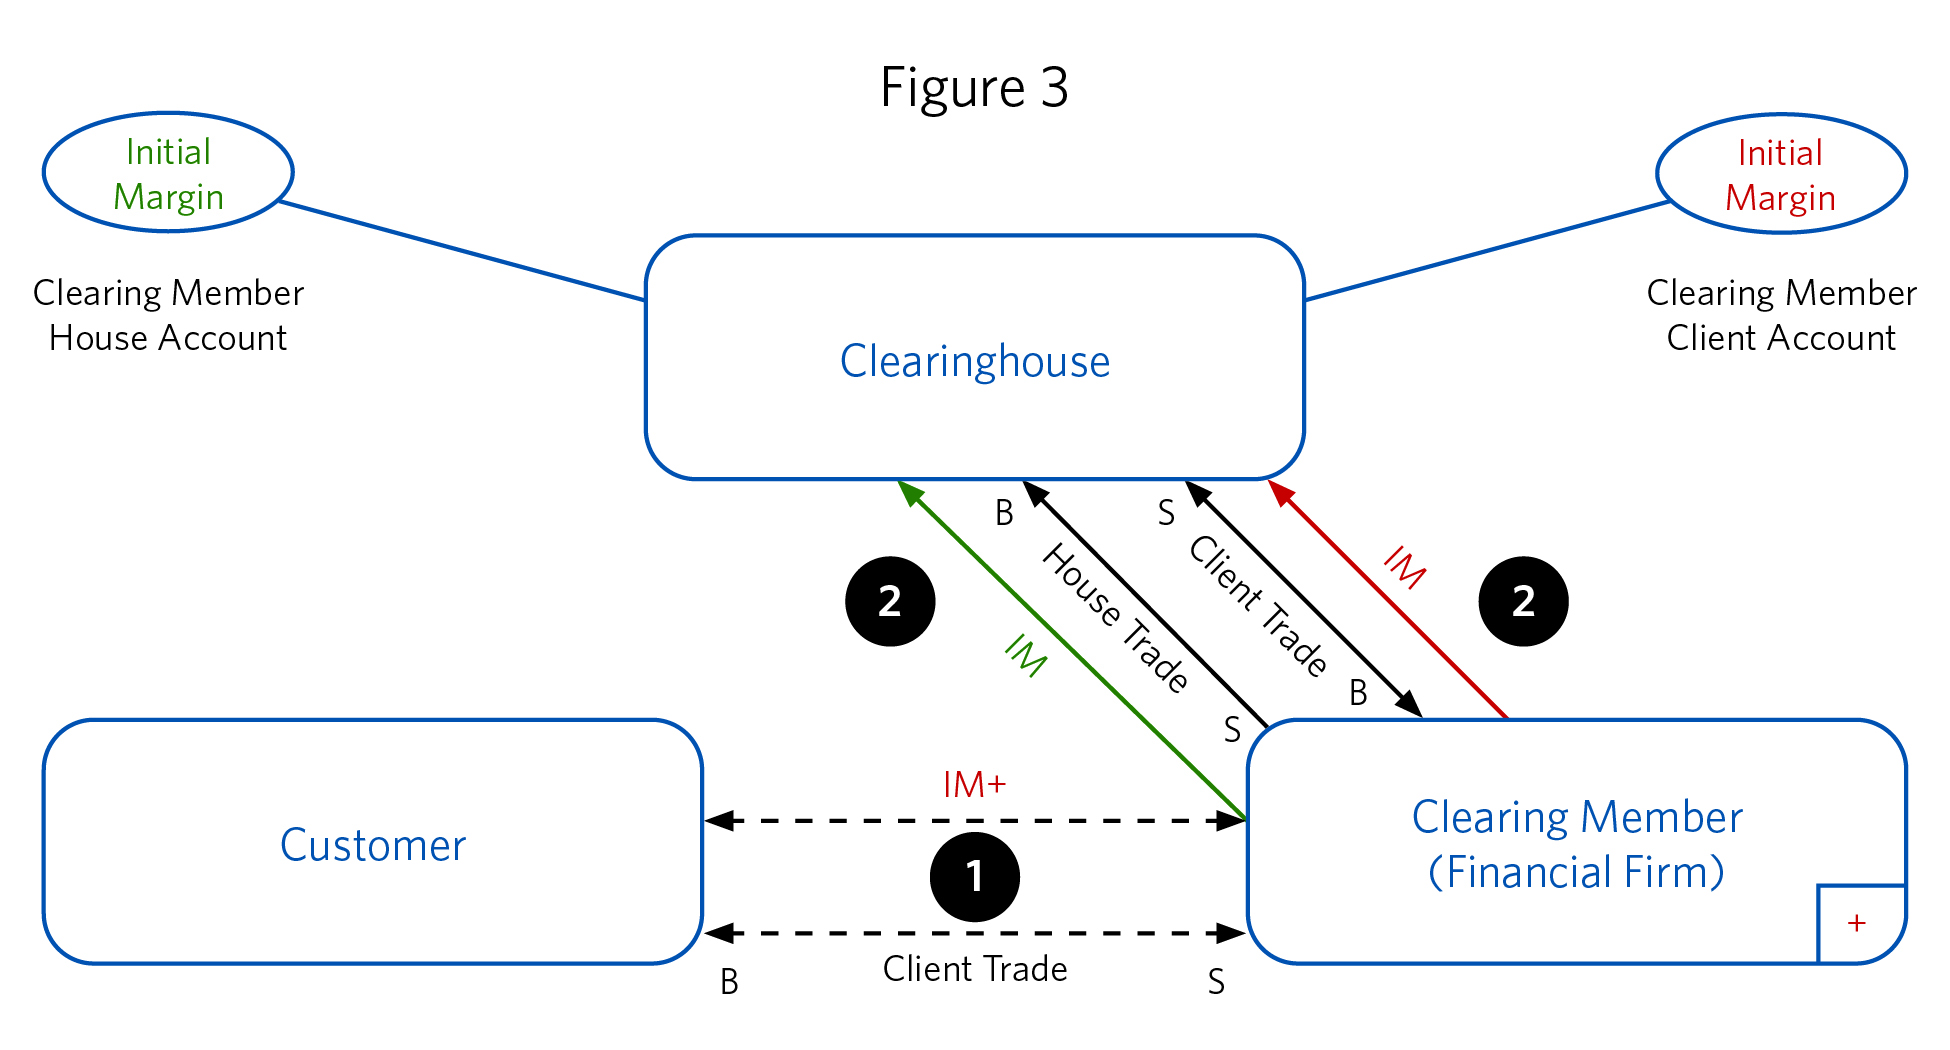 Figure 3
Initial
Margin
Clearing Member
House Account
Initial
Margin
Clearing Member
Client Account
Clearinghouse
B
House Trade
S
S
Client Trade
B
2
IM
IM
2
Customer
IM+
1
Client Trade
B
S
Clearing Member
(Financial Firm)
+